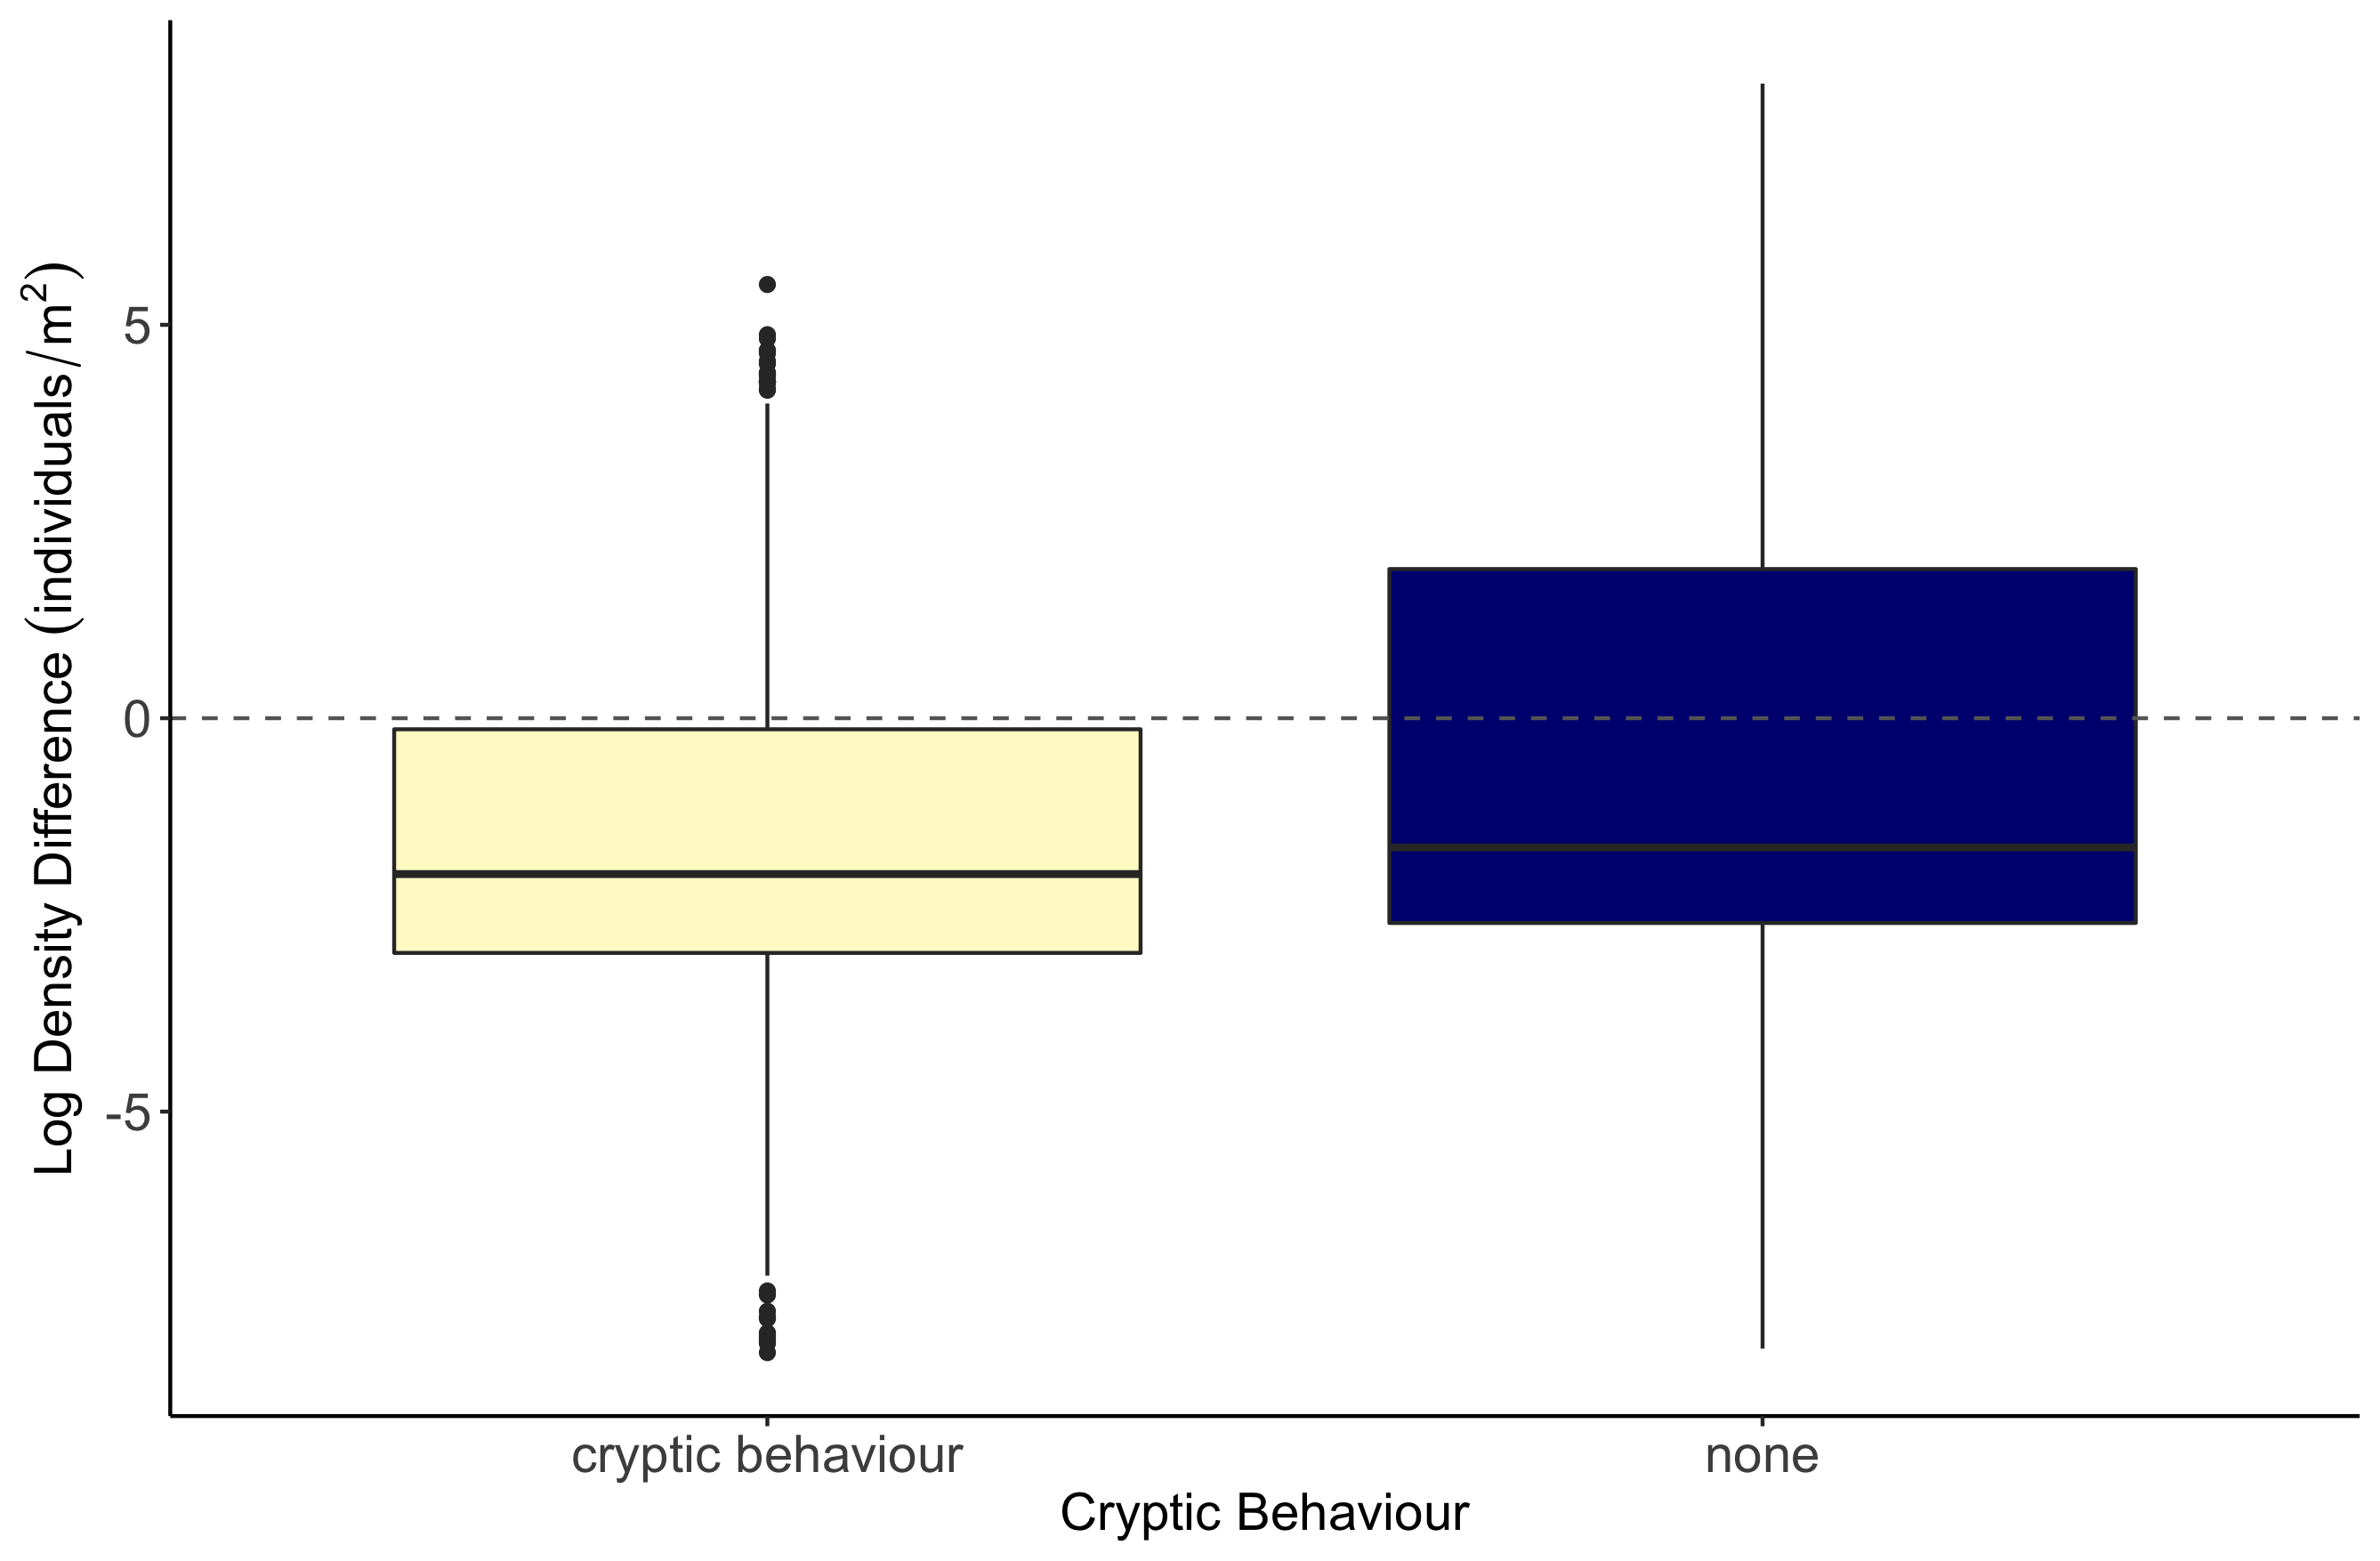 Log Density Difference (individuals/m²)
5
0
-5
cryptic behaviour
none
Cryptic Behaviour